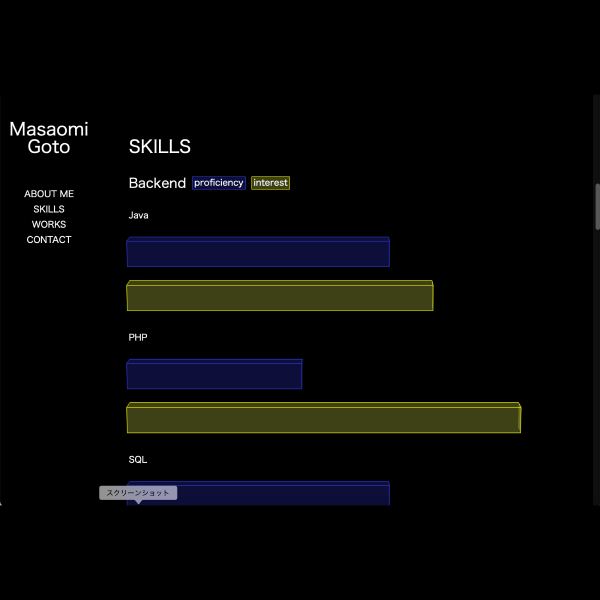 Masaomi
Goto
ABOUT ME
SKILLS
WORKS
CONTACT
SKILLS
Backend proficiency interest
Java
PHP
SQL
スクリーンショット